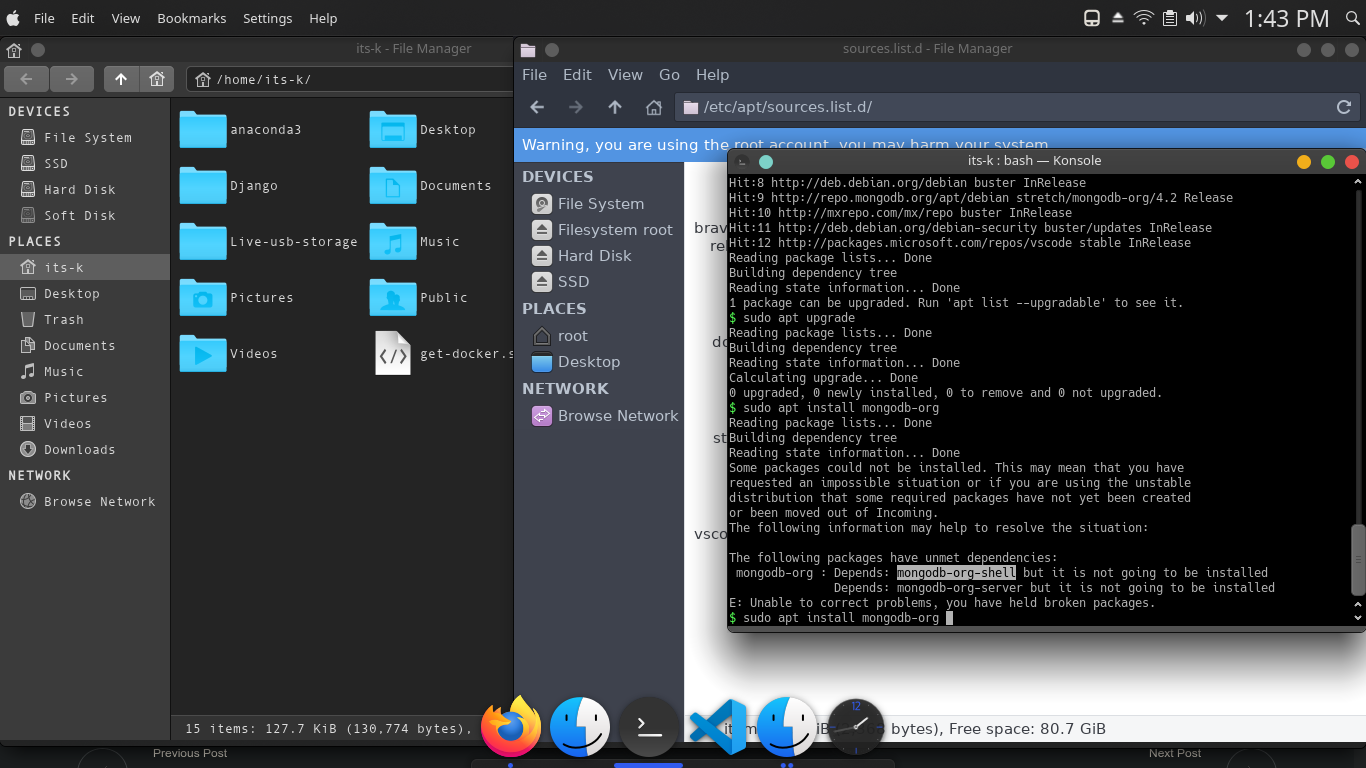 File Edit View Bookmarks Settings Help
1:43 PM
its-k - File Manager
/home/its-k/
DEVICES
File System
SSD
Hard Disk
Soft Disk
PLACES
its-k
Desktop
Trash
Documents
Music
Pictures
Videos
Downloads
NETWORK
Browse Network
anaconda3
Desktop
Django
Documents
Live-usb-storage
Music
Pictures
Public
Videos
get-docker.s
15 items: 127.7 KiB (130,774 bytes),
sources.list.d - File Manager
File Edit View Go Help
/etc/apt/sources.list.d/
Warning, you are using the root account, you may harm your system.
DEVICES
File System
Filesystem root
Hard Disk
SSD
PLACES
root
Desktop
NETWORK
Browse Network
brav
re
do
st
vsco
bytes), Free space: 80.7 GiB
its-k : bash — Konsole
Hit:8 http://deb.debian.org/debian buster InRelease
Hit:9 http://repo.mongodb.org/apt/debian stretch/mongodb-org/4.2 Release
Hit:10 http://mxrepo.com/mx/repo buster InRelease
Hit:11 http://deb.debian.org/debian-security buster/updates InRelease
Hit:12 http://packages.microsoft.com/repos/vscode stable InRelease
Reading package lists... Done
Building dependency tree
Reading state information... Done
1 package can be upgraded. Run 'apt list --upgradable' to see it.
$ sudo apt upgrade
Reading package lists... Done
Building dependency tree
Reading state information... Done
Calculating upgrade... Done
0 upgraded, 0 newly installed, 0 to remove and 0 not upgraded.
$ sudo apt install mongodb-org
Reading package lists... Done
Building dependency tree
Reading state information... Done
Some packages could not be installed. This may mean that you have
requested an impossible situation or if you are using the unstable
distribution that some required packages have not yet been created
or been moved out of Incoming.
The following information may help to resolve the situation:
The following packages have unmet dependencies:
mongodb-org : Depends: mongodb-org-shell but it is not going to be installed
Depends: mongodb-org-server but it is not going to be installed
E: Unable to correct problems, you have held broken packages.
$ sudo apt install mongodb-org
12
Previous Post
Next Post